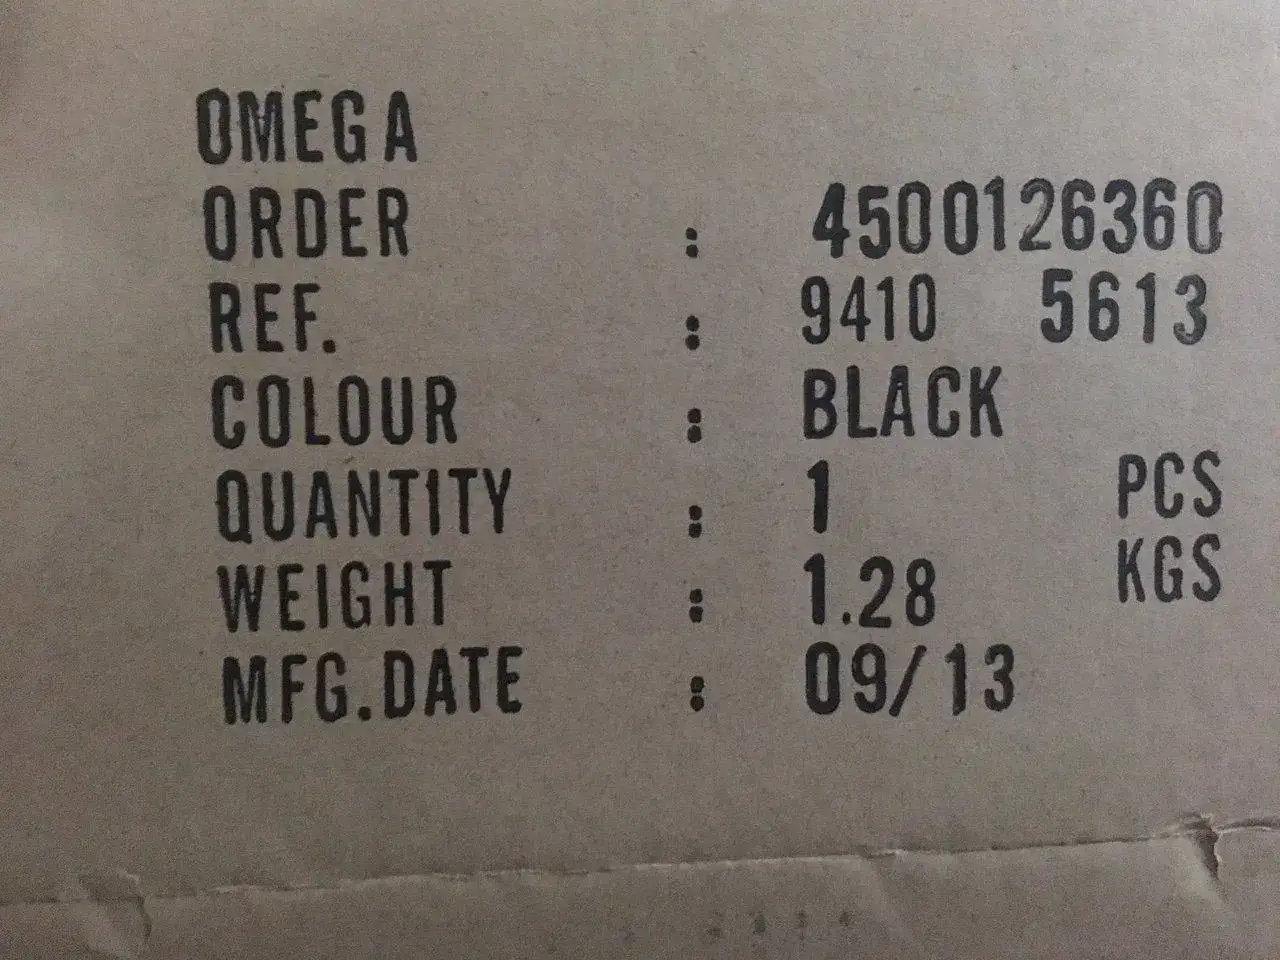 OMEGA
ORDER : 4500126360
REF. : 9410 5613
COLOUR : BLACK
QUANTITY : 1 PCS
WEIGHT : 1.28 KGS
MFG.DATE : 09/13